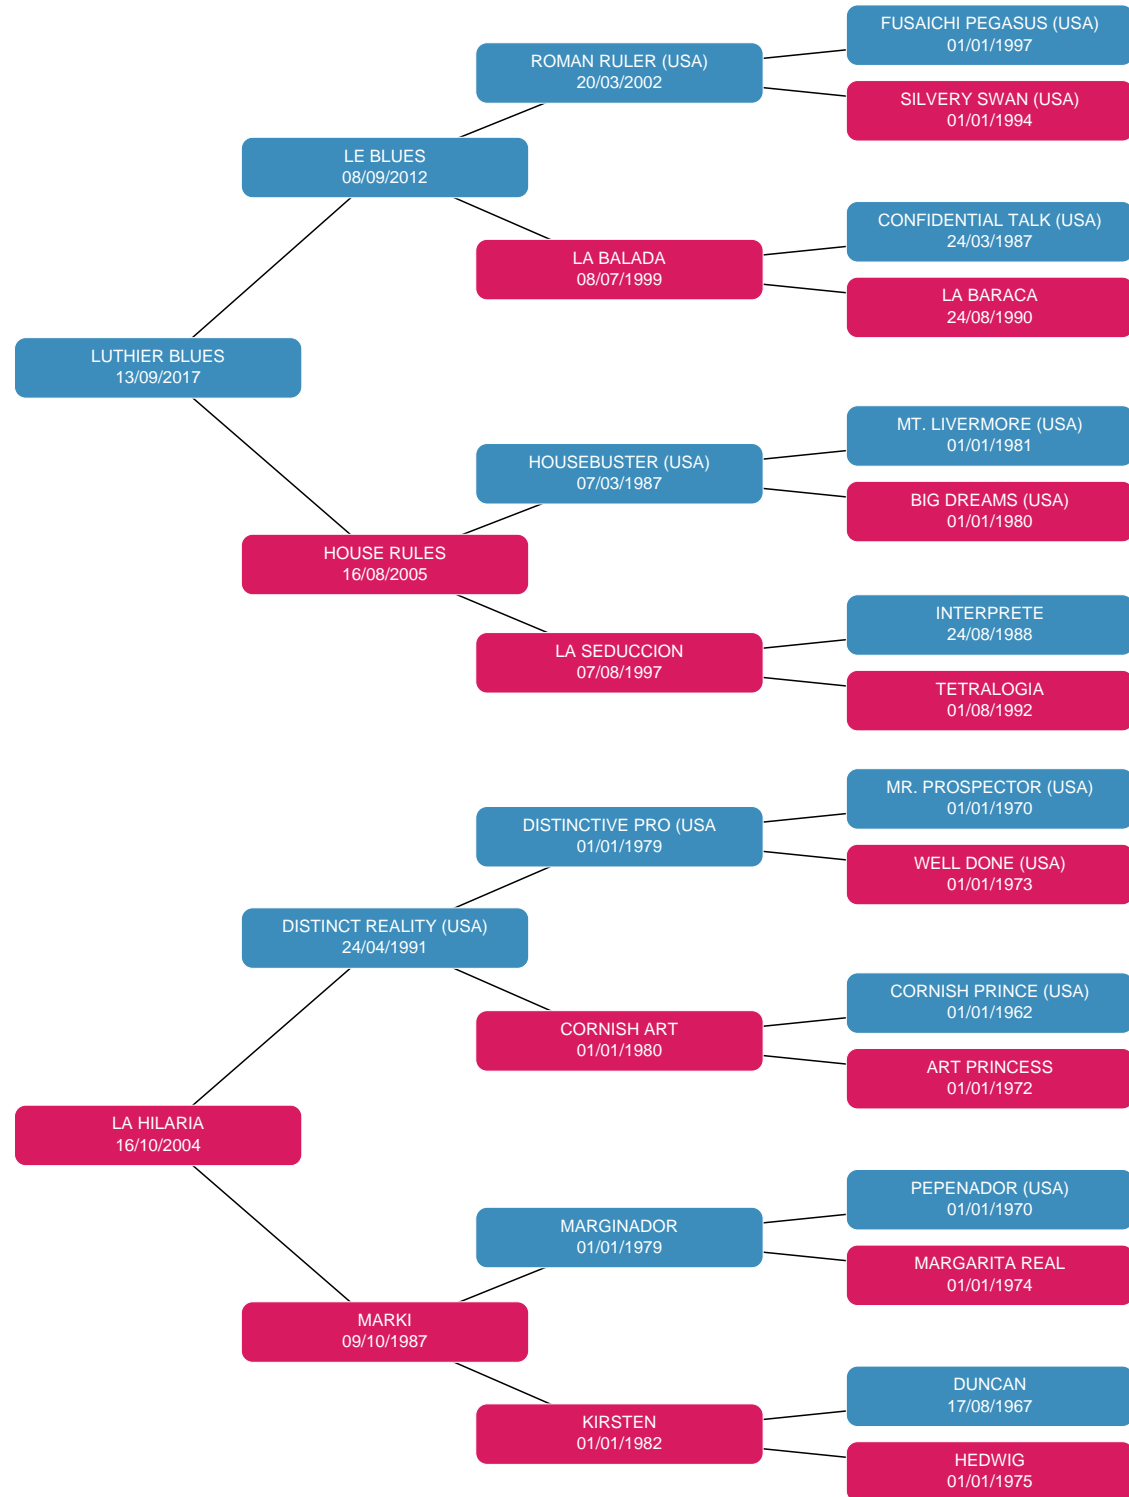 FUSAICHI PEGASUS (USA)
01/01/1997
ROMAN RULER (USA)
20/03/2002
SILVERY SWAN (USA)
01/01/1994
LE BLUES
08/09/2012
CONFIDENTIAL TALK (USA)
24/03/1987
LA BALADA
08/07/1999
LA BARACA
24/08/1990
LUTHIER BLUES
13/09/2017
MT. LIVERMORE (USA)
01/01/1981
HOUSEBUSTER (USA)
07/03/1987
BIG DREAMS (USA)
01/01/1980
HOUSE RULES
16/08/2005
INTERPRETE
24/08/1988
LA SEDUCCION
07/08/1997
TETRALOGIA
01/08/1992
MR. PROSPECTOR (USA)
01/01/1970
DISTINCTIVE PRO (USA
01/01/1979
WELL DONE (USA)
01/01/1973
DISTINCT REALITY (USA)
24/04/1991
CORNISH PRINCE (USA)
01/01/1962
CORNISH ART
01/01/1980
ART PRINCESS
01/01/1972
LA HILARIA
16/10/2004
PEPENADOR (USA)
01/01/1970
MARGINADOR
01/01/1979
MARGARITA REAL
01/01/1974
MARKI
09/10/1987
DUNCAN
17/08/1967
KIRSTEN
01/01/1982
HEDWIG
01/01/1975